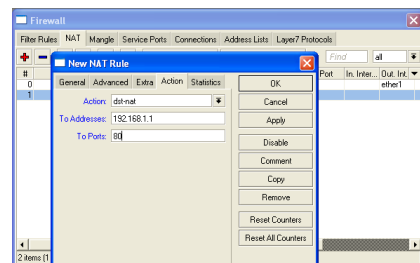 Firewall
Filter Rules NAT Mangle Service Ports Connections Address Lists Layer7 Protocols
Find all
# Port In. Inter... Out. Int.
0 ether1
1
New NAT Rule
General Advanced Extra Action Statistics
Action: dst-nat
To Addresses: 192.168.1.1
To Ports: 80
OK
Cancel
Apply
Disable
Comment
Copy
Remove
Reset Counters
Reset All Counters
2 items (1